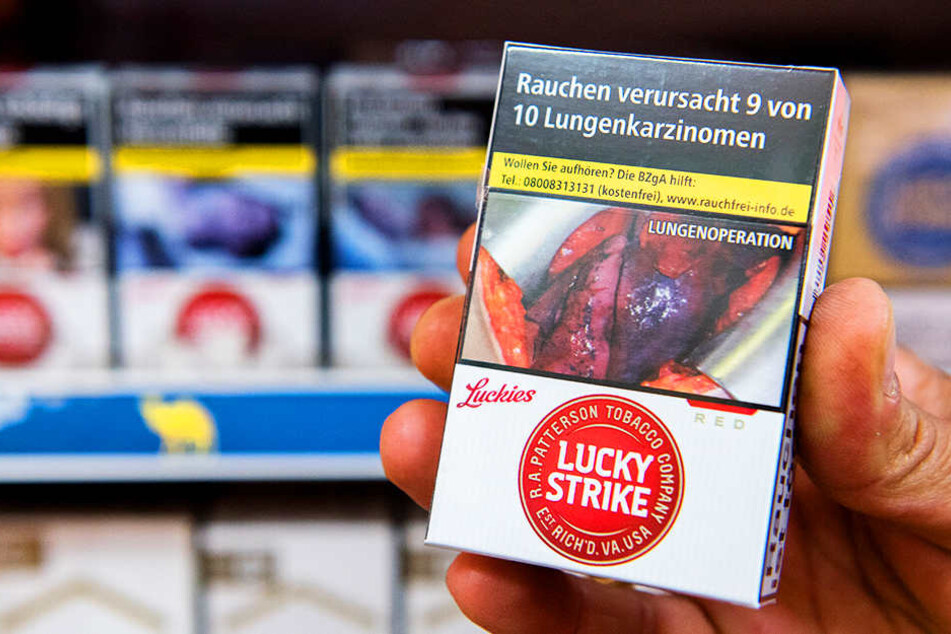 Rauchen verursacht 9 von
10 Lungenkarzinomen
Wollen Sie aufhören? Die BZgA hilft:
Tel.: 08008313131 (kostenfrei), www.rauchfrei-info.de
LUNGENOPERATION
Luckies
RED
R.A. PATTERSON TOBACCO COMPANY
LUCKY
STRIKE
EST. RICH'D. VA. USA